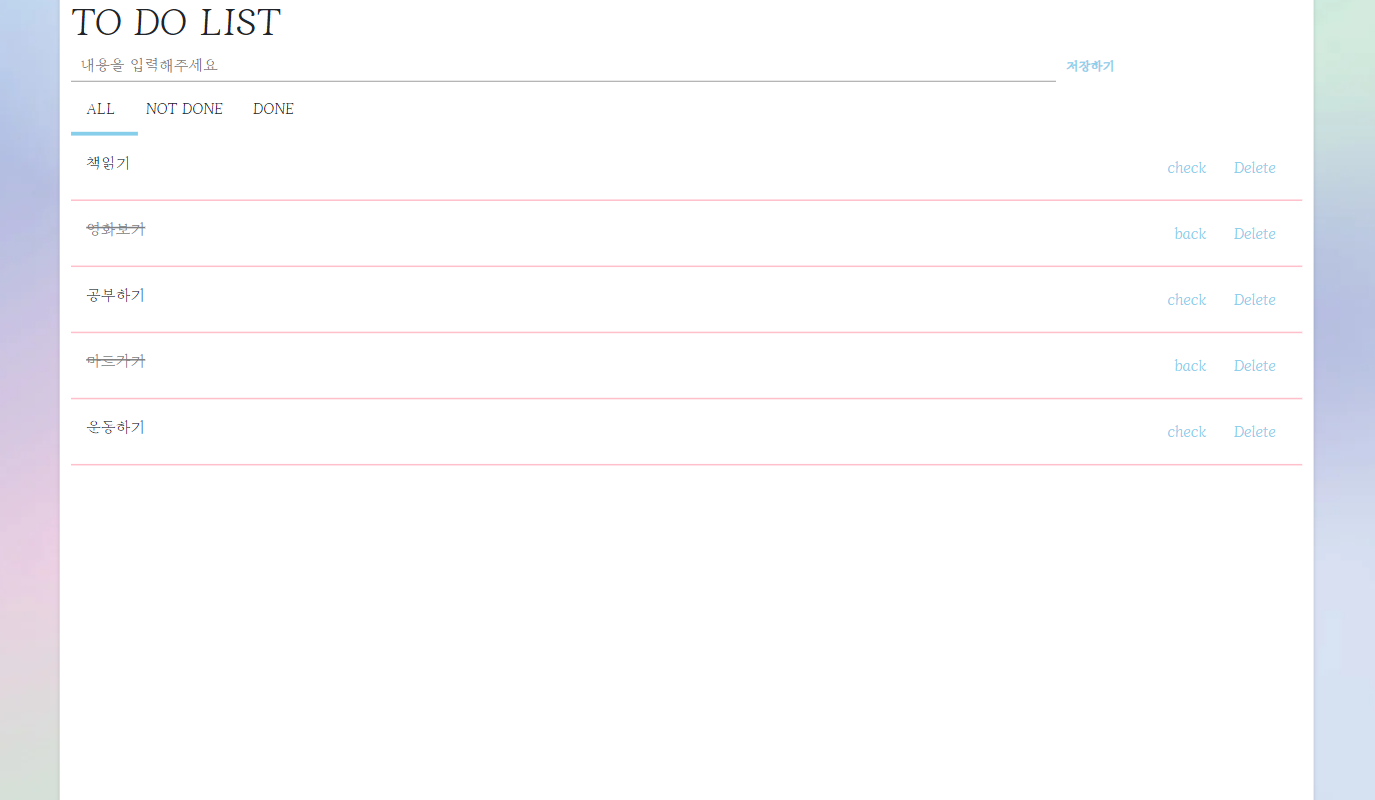 TO DO LIST
내용을 입력해주세요 저장하기
ALL NOT DONE DONE
책읽기 check Delete
영화보기 back Delete
공부하기 check Delete
마트가기 back Delete
운동하기 check Delete